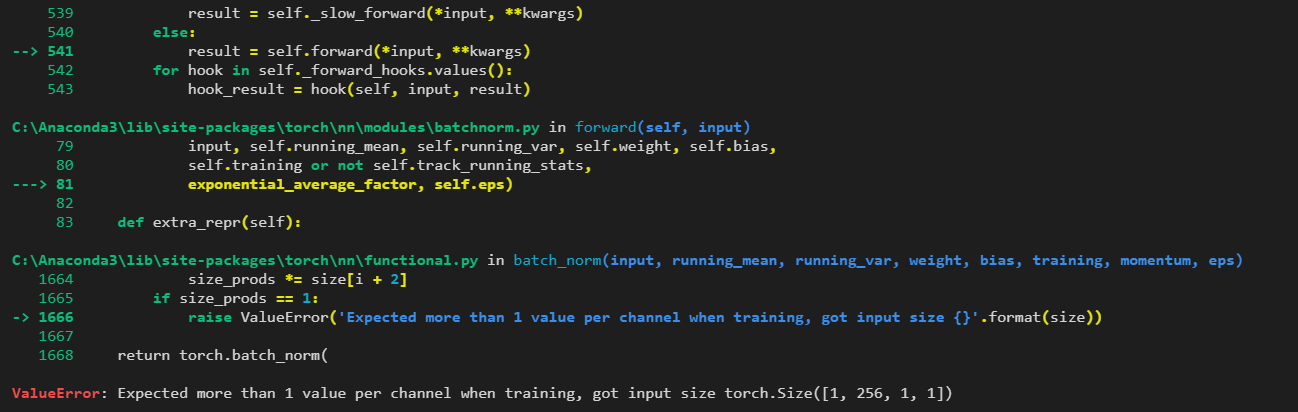 539 result = self._slow_forward(*input, **kwargs)
540 else:
--> 541 result = self.forward(*input, **kwargs)
542 for hook in self._forward_hooks.values():
543 hook_result = hook(self, input, result)
C:\Anaconda3\lib\site-packages\torch\nn\modules\batchnorm.py in forward(self, input)
79 input, self.running_mean, self.running_var, self.weight, self.bias,
80 self.training or not self.track_running_stats,
---> 81 exponential_average_factor, self.eps)
82
83 def extra_repr(self):
C:\Anaconda3\lib\site-packages\torch\nn\functional.py in batch_norm(input, running_mean, running_var, weight, bias, training, momentum, eps)
1664 size_prods *= size[i + 2]
1665 if size_prods == 1:
-> 1666 raise ValueError('Expected more than 1 value per channel when training, got input size {}'.format(size))
1667
1668 return torch.batch_norm(
ValueError: Expected more than 1 value per channel when training, got input size torch.Size([1, 256, 1, 1])